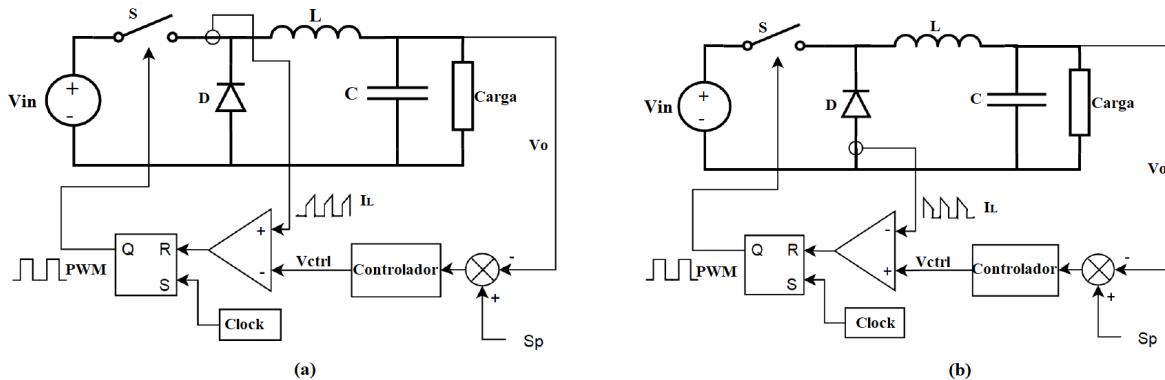 S
L
Vin
+
-
D
C
Carga
Vo
IL
Q
R
S
+
-
PWM
Vctrl
Controlador
-
+
Clock
Sp
(a)
S
L
Vin
+
-
D
C
Carga
Vo
IL
Q
R
S
-
+
PWM
Vctrl
Controlador
-
+
Clock
Sp
(b)